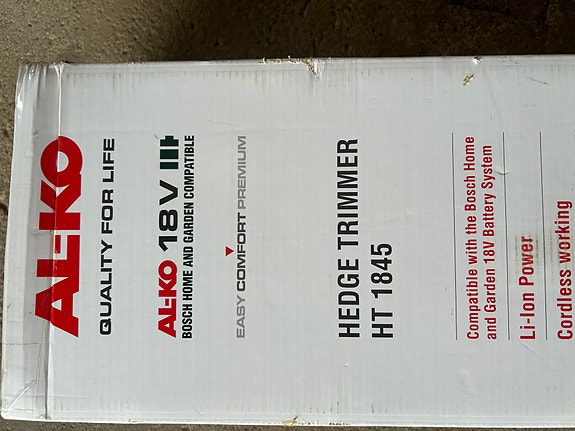 AL-KO
QUALITY FOR LIFE
AL-KO 18V
BOSCH HOME AND GARDEN COMPATIBLE
EASY COMFORT PREMIUM
HEDGE TRIMMER
HT 1845
Compatible with the Bosch Home
and Garden 18V Battery System
Li-Ion Power
Cordless working